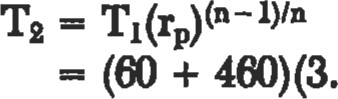 T₂ = T₁(rₚ)⁽ⁿ⁻¹⁾/ⁿ
= (60 + 460)(3.